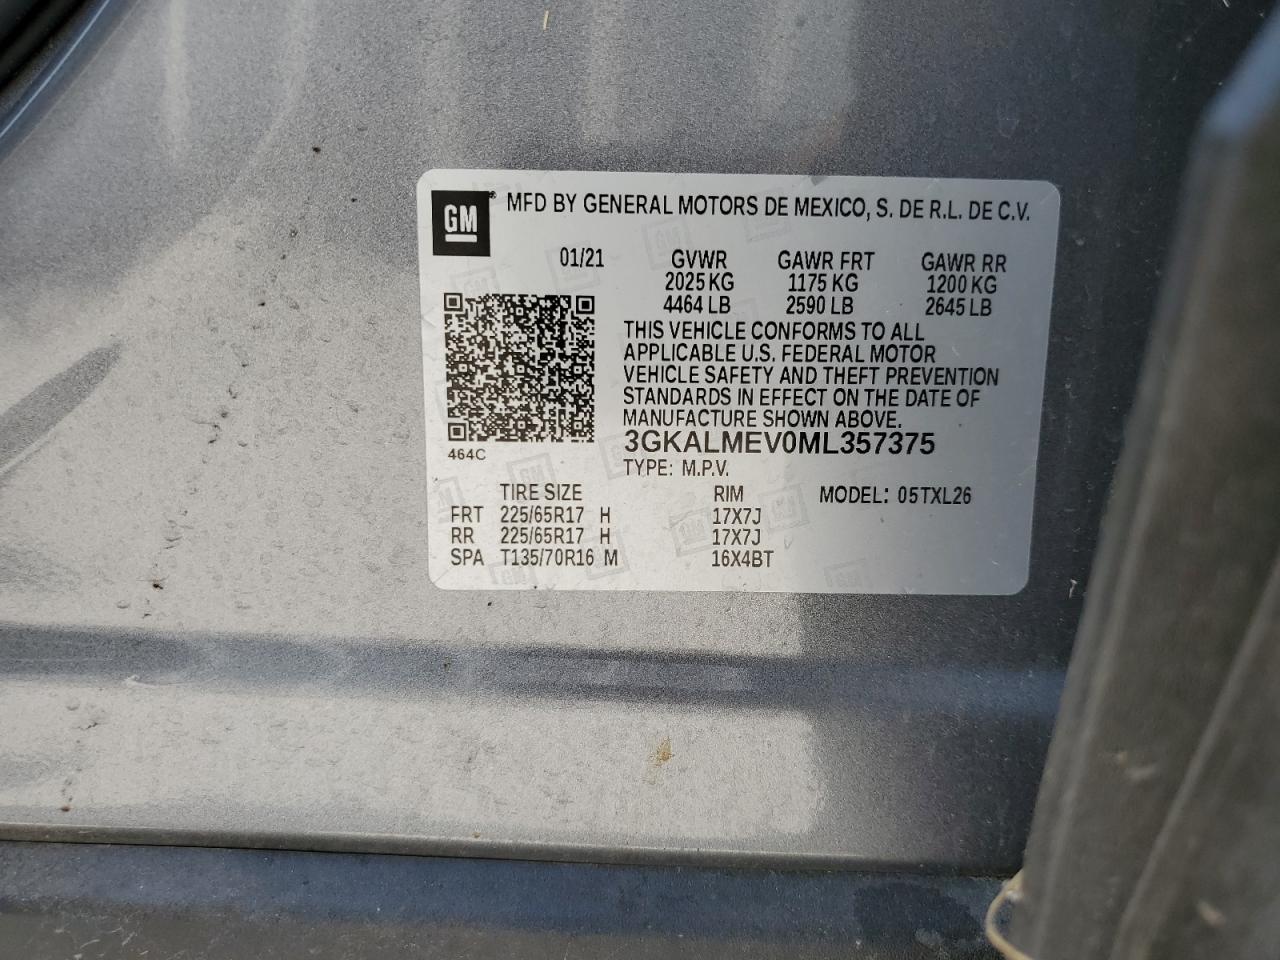 GM
MFD BY GENERAL MOTORS DE MEXICO, S. DE R.L. DE C.V.
01/21 GVWR GAWR FRT GAWR RR
2025 KG 1175 KG 1200 KG
4464 LB 2590 LB 2645 LB
THIS VEHICLE CONFORMS TO ALL
APPLICABLE U.S. FEDERAL MOTOR
VEHICLE SAFETY AND THEFT PREVENTION
STANDARDS IN EFFECT ON THE DATE OF
MANUFACTURE SHOWN ABOVE.
3GKALMEV0ML357375
464C
TYPE: M.P.V.
TIRE SIZE RIM MODEL: 05TXL26
FRT 225/65R17 H 17X7J
RR 225/65R17 H 17X7J
SPA T135/70R16 M 16X4BT